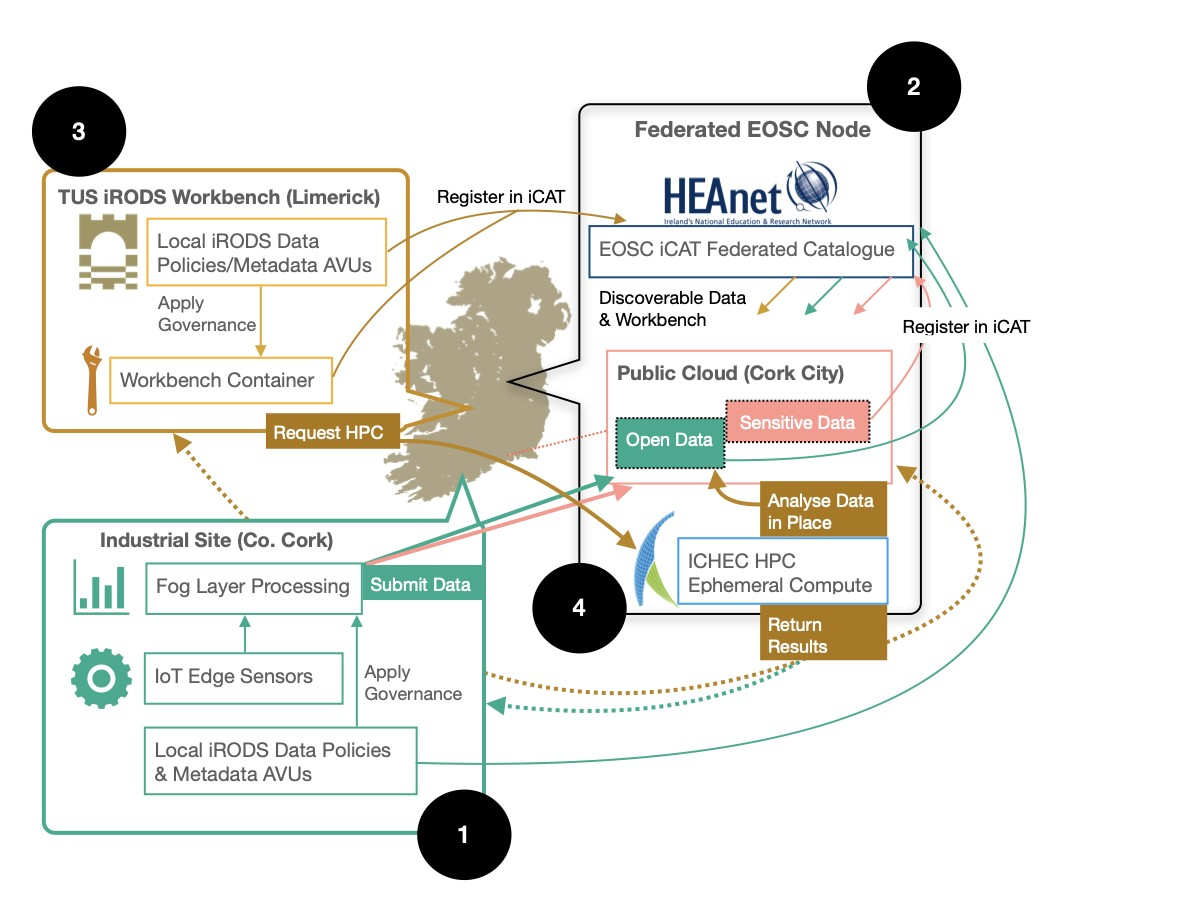 3
TUS iRODS Workbench (Limerick)
Local iRODS Data
Policies/Metadata AVUs
Apply
Governance
Workbench Container
Request HPC
Register in iCAT
2
Federated EOSC Node
HEAnet
Ireland's National Education & Research Network
EOSC iCAT Federated Catalogue
Discoverable Data
& Workbench
Register in iCAT
Public Cloud (Cork City)
Sensitive Data
Open Data
Analyse Data
in Place
ICHEC HPC
Ephemeral Compute
Return
Results
4
Industrial Site (Co. Cork)
Fog Layer Processing
Submit Data
IoT Edge Sensors
Apply
Governance
Local iRODS Data Policies
& Metadata AVUs
1